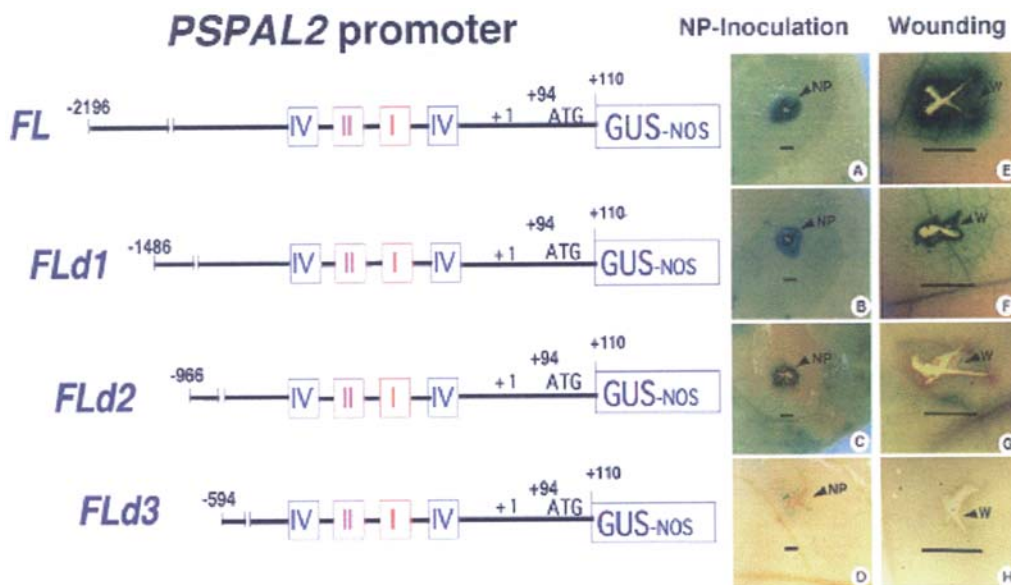 PSPAL2 promoter
NP-Inoculation Wounding
FL -2196 IV II I IV +1 +94 ATG +110 GUS-NOS
NP A
W E
FLd1 -1486 IV II I IV +1 +94 ATG +110 GUS-NOS
NP B
W F
FLd2 -966 IV II I IV +1 +94 ATG +110 GUS-NOS
NP C
W G
FLd3 -594 IV II I IV +1 +94 ATG +110 GUS-NOS
NP D
W H